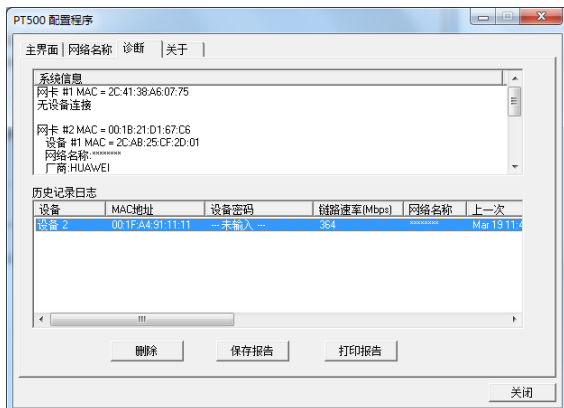 PT500 配置程序
主界面 网络名称 诊断 关于
系统信息
网卡 #1 MAC = 2C:41:38:A6:07:75
无设备连接
网卡 #2 MAC = 00:1B:21:D1:67:C6
设备 #1 MAC = 2C:AB:25:CF:2D:01
网络名称:********
厂商:HUAWEI
历史记录日志
设备 MAC地址 设备密码 链路速率(Mbps) 网络名称 上一次
设备 2 00:1F:A4:91:11:11 --- 未输入 --- 364 ******** Mar 19 11:4
删除 保存报告 打印报告
关闭